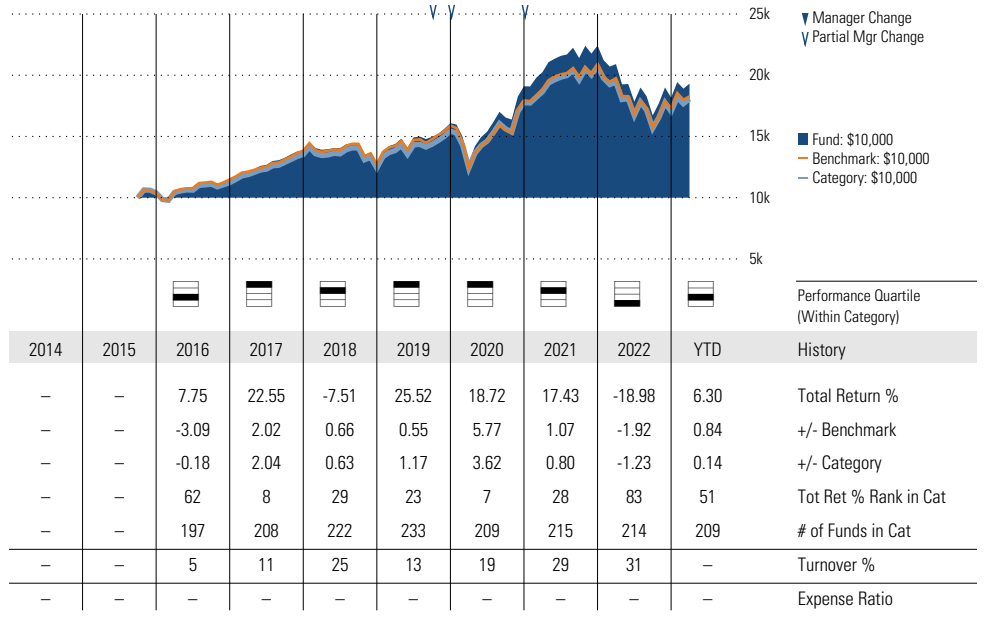 25k
20k
15k
10k
5k
Manager Change
Partial Mgr Change
Fund: $10,000
Benchmark: $10,000
Category: $10,000
Performance Quartile
(Within Category)
2014 2015 2016 2017 2018 2019 2020 2021 2022 YTD History
– – 7.75 22.55 -7.51 25.52 18.72 17.43 -18.98 6.30 Total Return %
– – -3.09 2.02 0.66 0.55 5.77 1.07 -1.92 0.84 +/- Benchmark
– – -0.18 2.04 0.63 1.17 3.62 0.80 -1.23 0.14 +/- Category
– – 62 8 29 23 7 28 83 51 Tot Ret % Rank in Cat
– – 197 208 222 233 209 215 214 209 # of Funds in Cat
– – 5 11 25 13 19 29 31 – Turnover %
– – – – – – – – – – Expense Ratio